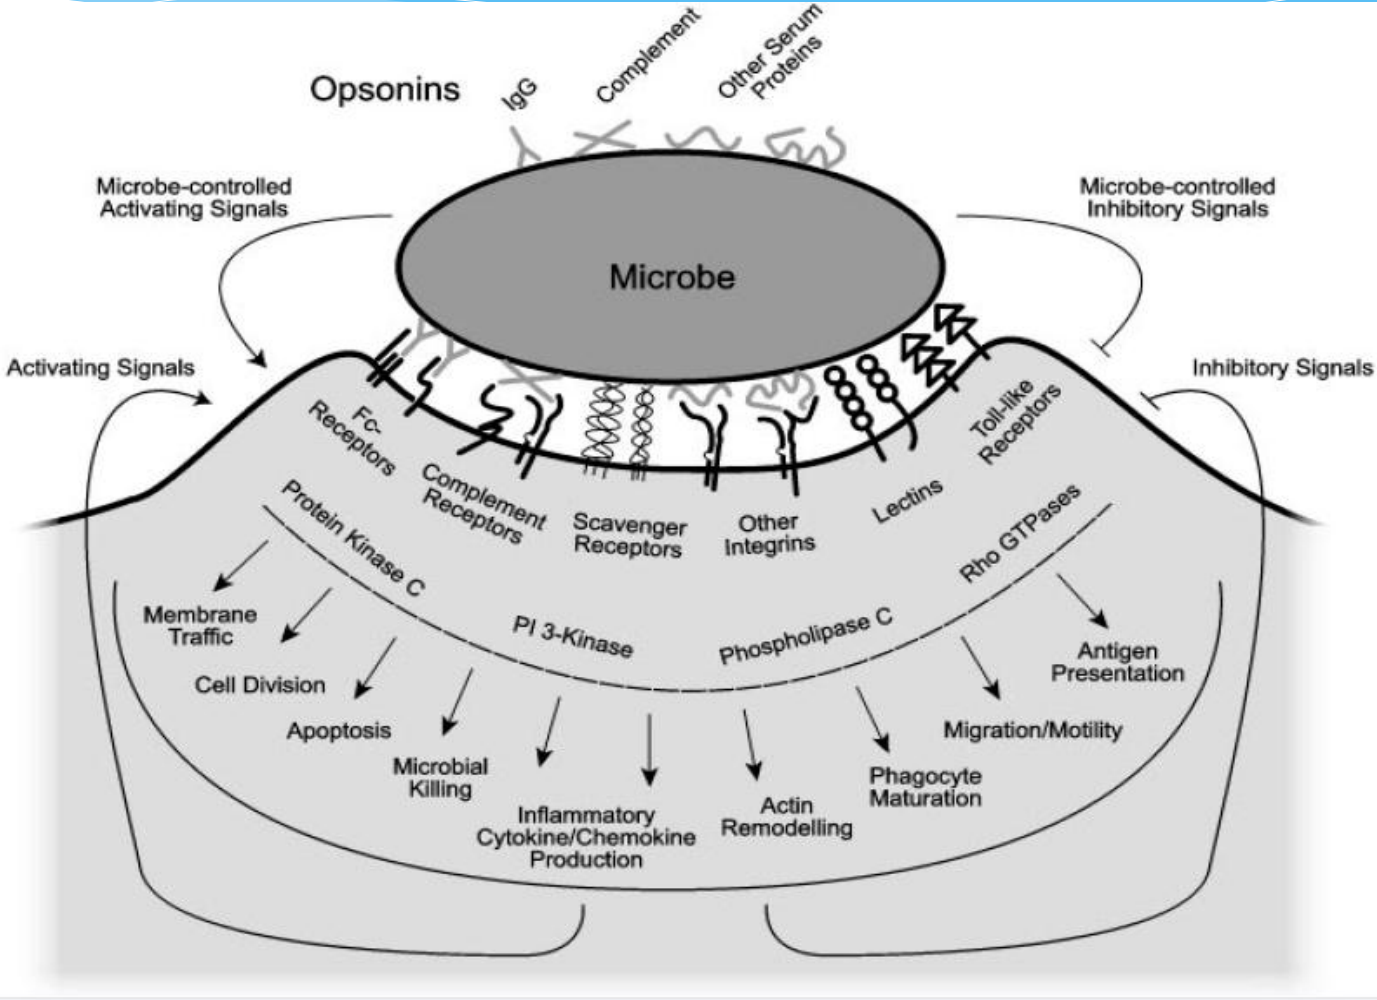 Opsonins
IgG
Complement
Other Serum
Proteins
Microbe-controlled
Activating Signals
Microbe-controlled
Inhibitory Signals
Microbe
Activating Signals
Inhibitory Signals
Fc-
Receptors
Complement
Receptors
Scavenger
Receptors
Other
Integrins
Lectins
Toll-like
Receptors
Protein Kinase C
PI 3-Kinase
Phospholipase C
Rho GTPases
Membrane
Traffic
Cell Division
Apoptosis
Microbial
Killing
Inflammatory
Cytokine/Chemokine
Production
Actin
Remodelling
Phagocyte
Maturation
Migration/Motility
Antigen
Presentation